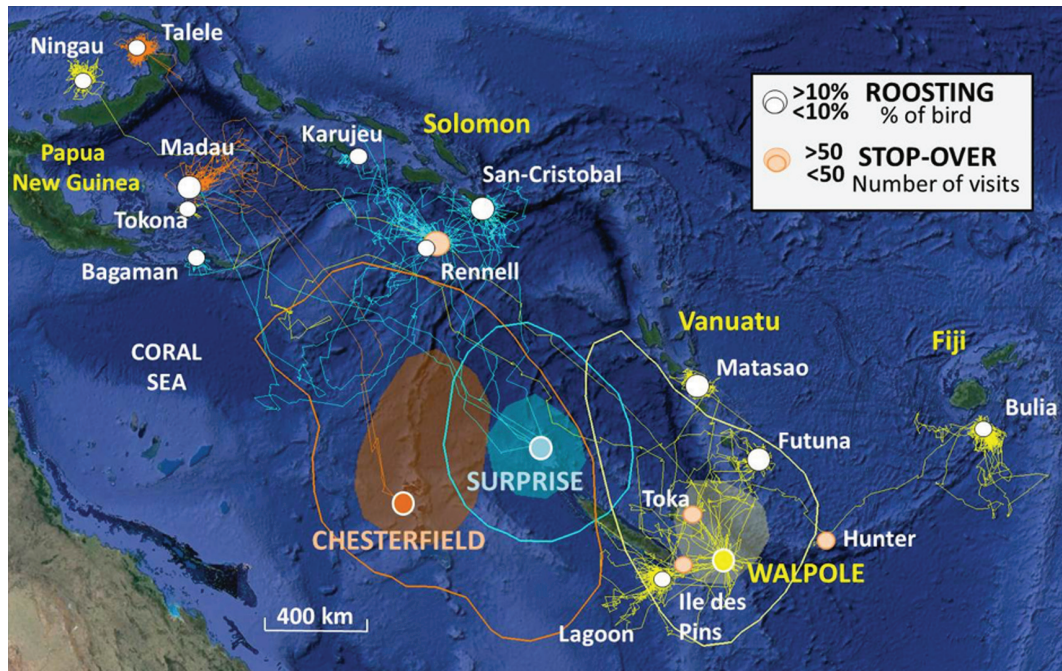 Talele
Ningau
>10%
<10%
ROOSTING
% of bird
>50
<50
STOP-OVER
Number of visits
Karujeu
Solomon
Papua
New Guinea
Madau
San-Cristobal
Tokona
Bagaman
Rennell
CORAL
SEA
Vanuatu
Fiji
Matasao
Bulia
Futuna
SURPRISE
Toka
CHESTERFIELD
Hunter
WALPOLE
400 km
Lagoon
Ile des
Pins